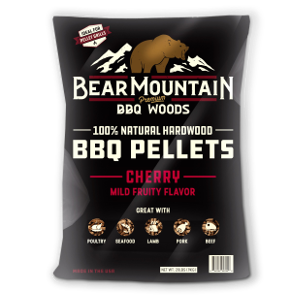 IDEAL FOR
PELLET GRILLS
BEAR MOUNTAIN
Premium
BBQ WOODS
100% NATURAL HARDWOOD
BBQ PELLETS
CHERRY
MILD FRUITY FLAVOR
GREAT WITH
POULTRY SEAFOOD LAMB PORK BEEF
MADE IN THE USA